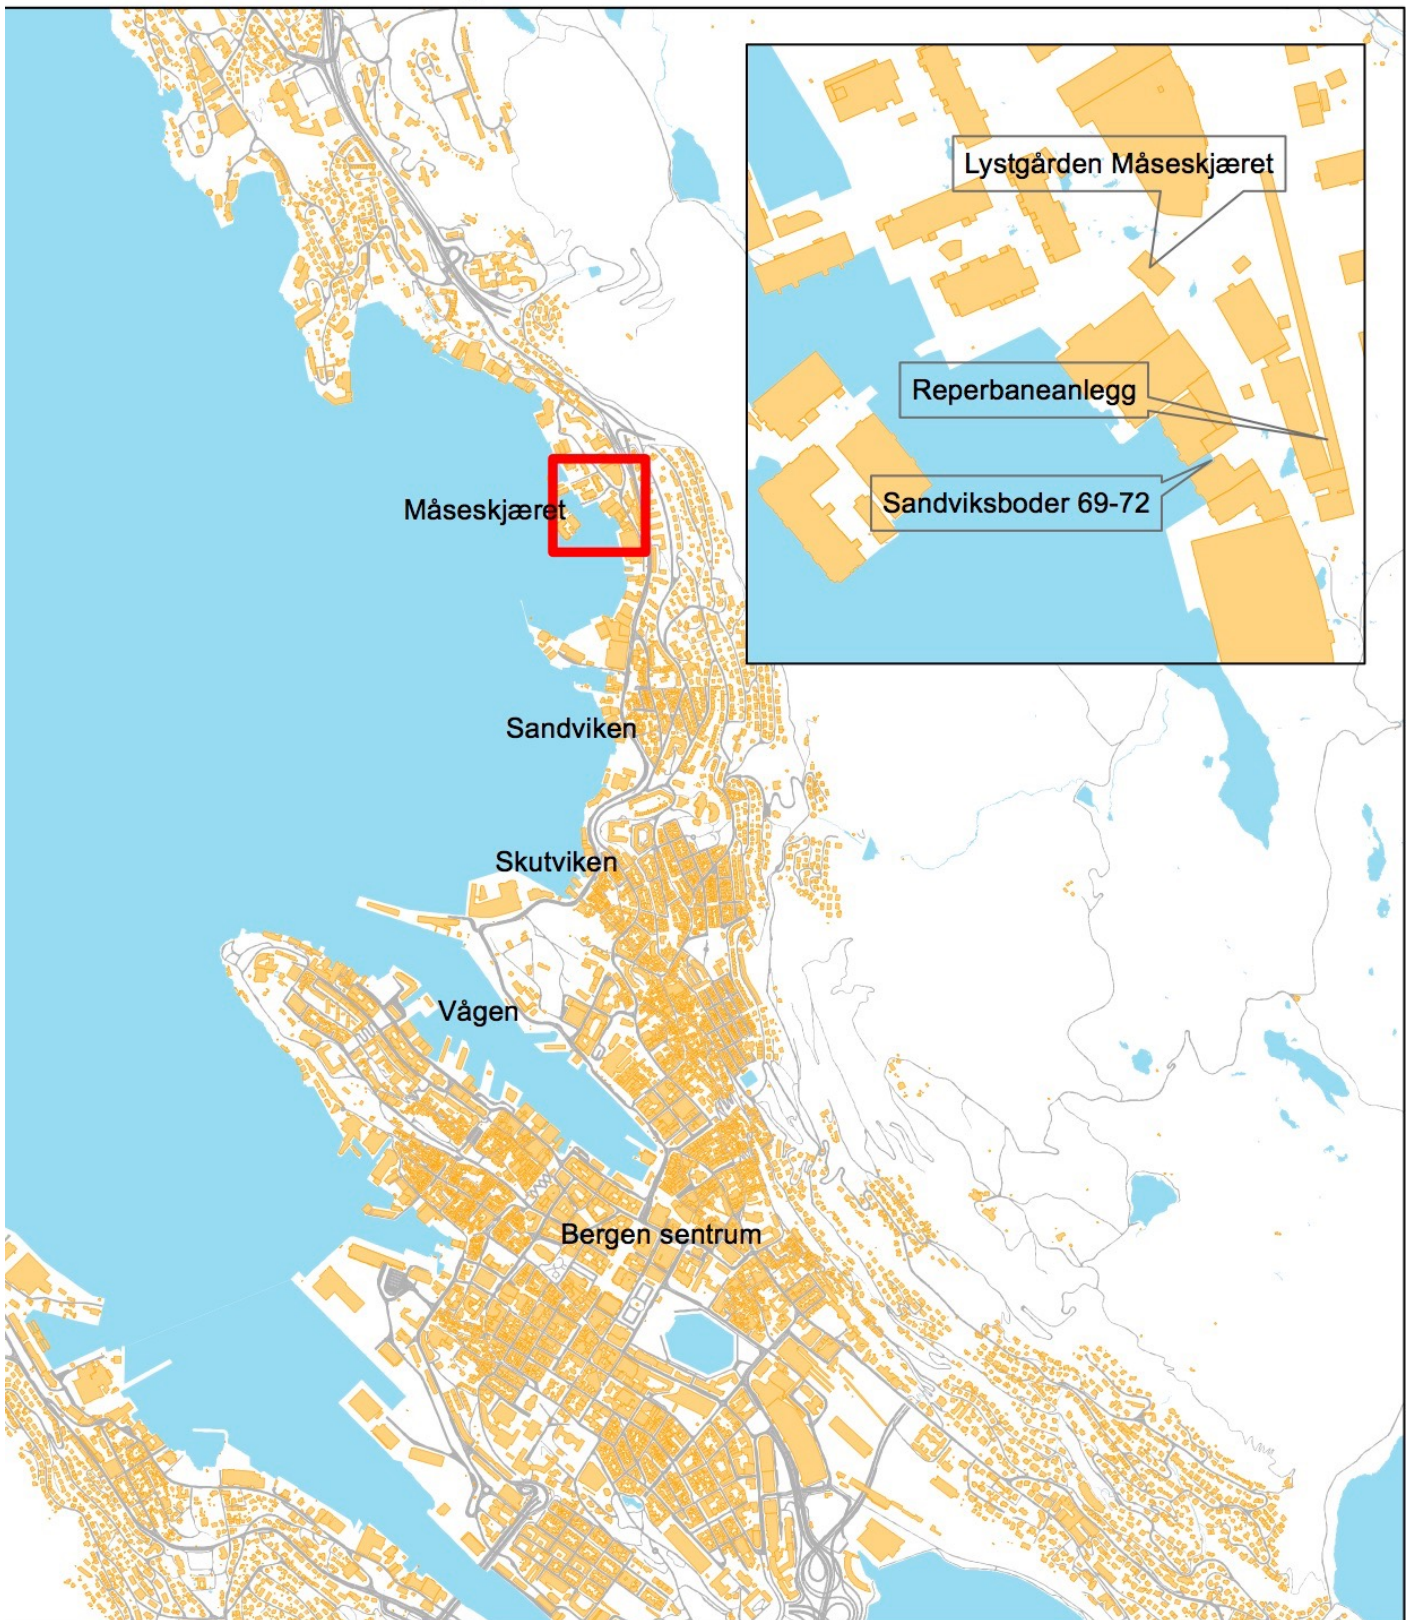 Lystgården Måseskjæret
Reperbaneanlegg
Sandviksboder 69-72
Måseskjæret
Sandviken
Skutviken
Vågen
Bergen sentrum